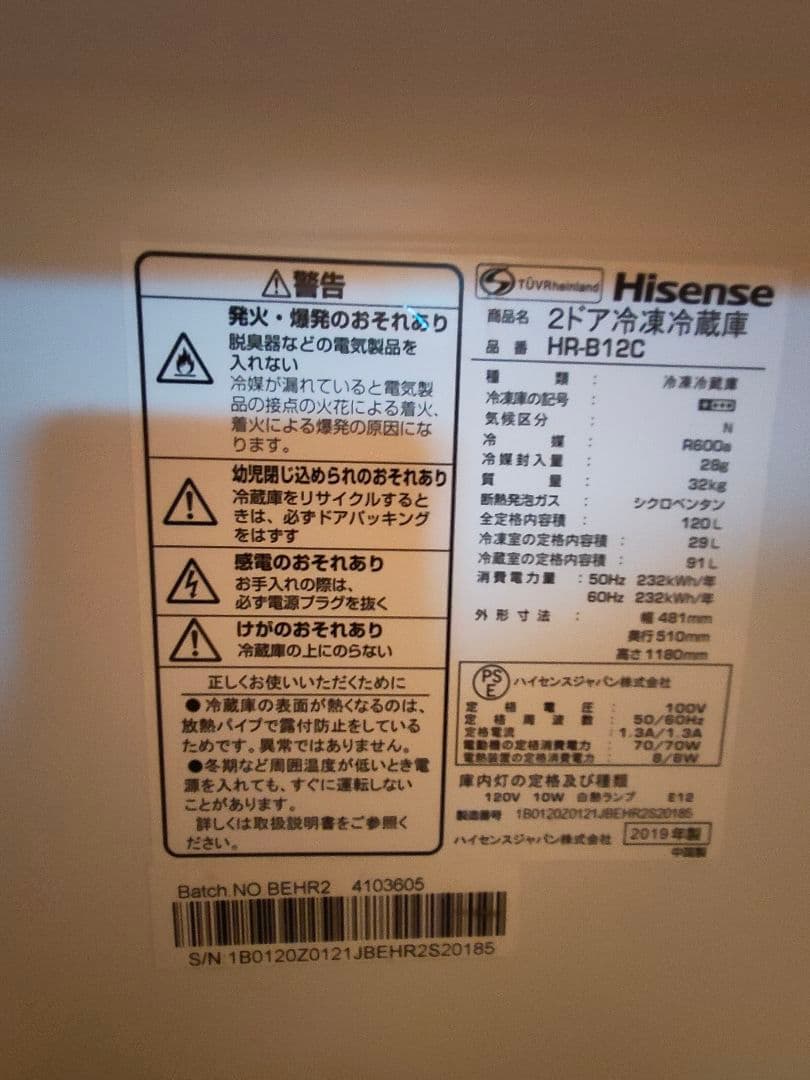 ⚠警告
発火・爆発のおそれあり
脱臭器などの電気製品を
入れない
冷媒が漏れていると電気製
品の接点の火花による着火、
着火による爆発の原因にな
ります。
幼児閉じ込められのおそれあり
冷蔵庫をリサイクルすると
きは、必ずドアパッキング
をはずす
感電のおそれあり
お手入れの際は、
必ず電源プラグを抜く
けがのおそれあり
冷蔵庫の上にのらない
正しくお使いいただくために
●冷蔵庫の表面が熱くなるのは、
放熱パイプで露付防止をしている
ためです。異常ではありません。
●冬期など周囲温度が低いとき電
源を入れても、すぐに運転しない
ことがあります。
詳しくは取扱説明書をご参照く
ださい。
TÜVRheinland Hisense
商品名 2ドア冷凍冷蔵庫
品番 HR-B12C
種類 : 冷凍冷蔵庫
冷凍庫の記号 :
気候区分 : N
冷媒 : R600a
冷媒封入量 : 28g
質量 : 32kg
断熱発泡ガス : シクロペンタン
全定格内容積 : 120L
冷凍室の定格内容積 : 29L
冷蔵室の定格内容積 : 91L
消費電力量 : 50Hz 232kWh/年
60Hz 232kWh/年
外形寸法 : 幅481mm
奥行510mm
高さ1180mm
PSE ハイセンスジャパン株式会社
定格電圧 : 100V
定格周波数 : 50/60Hz
定格電流 : 1.3A/1.3A
電動機の定格消費電力 : 70/70W
電熱装置の定格消費電力 : 8/8W
庫内灯の定格及び種類
120V 10W 白熱ランプ E12
製造番号 1B0120Z0121JBEHR2S20185
ハイセンスジャパン株式会社 2019年製
中国製
Batch NO BEHR2 4103605
S/N 1B0120Z0121JBEHR2S20185